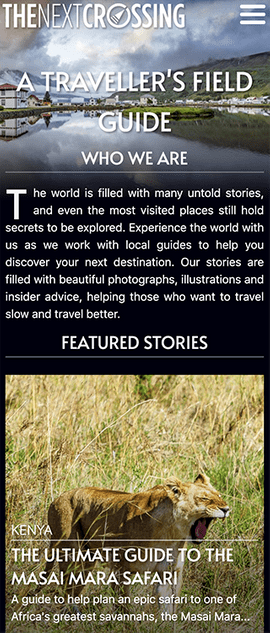 THENEXTCROSSING
A TRAVELLER'S FIELD
GUIDE
WHO WE ARE
The world is filled with many untold stories,
and even the most visited places still hold
secrets to be explored. Experience the world with
us as we work with local guides to help you
discover your next destination. Our stories are
filled with beautiful photographs, illustrations and
insider advice, helping those who want to travel
slow and travel better.
FEATURED STORIES
KENYA
THE ULTIMATE GUIDE TO THE
MASAI MARA SAFARI
A guide to help plan an epic safari to one of
Africa's greatest savannahs, the Masai Mara...